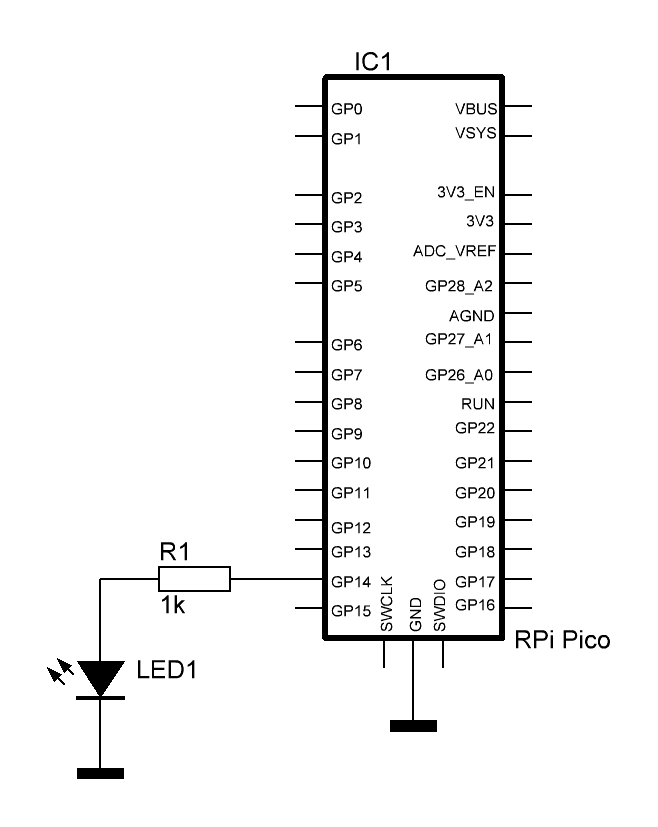 IC1
GP0 VBUS
GP1 VSYS
GP2 3V3_EN
GP3 3V3
GP4 ADC_VREF
GP5 GP28_A2
AGND
GP6 GP27_A1
GP7 GP26_A0
GP8 RUN
GP9 GP22
GP10 GP21
GP11 GP20
GP12 GP19
GP13 GP18
R1
GP14 GP17
1k
GP15 GP16
SWCLK
GND
SWDIO
RPi Pico
LED1